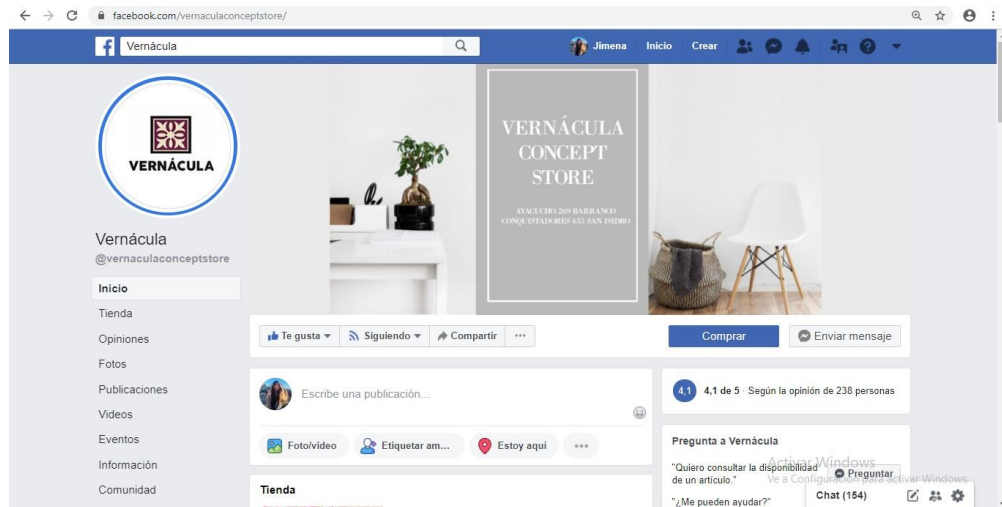 facebook.com/vernaculaconceptstore/
Vernácula
Jimena
Inicio
Crear
VERNÁCULA
VERNÁCULA
CONCEPT
STORE
AYACUCHO 269 BARRANCO
CONQUISTADORES 635 SAN ISIDRO
Vernácula
@vernaculaconceptstore
Inicio
Tienda
Opiniones
Fotos
Publicaciones
Videos
Eventos
Información
Comunidad
Te gusta
Siguiendo
Compartir
Comprar
Enviar mensaje
Escribe una publicación...
Foto/video
Etiquetar am...
Estoy aquí
Tienda
4,1
4,1 de 5 · Según la opinión de 238 personas
Pregunta a Vernácula
"Quiero consultar la disponibilidad
de un artículo."
Preguntar
"¿Me pueden ayudar?"
Activar Windows
Ve a Configuración para activar Windows.
Chat (154)